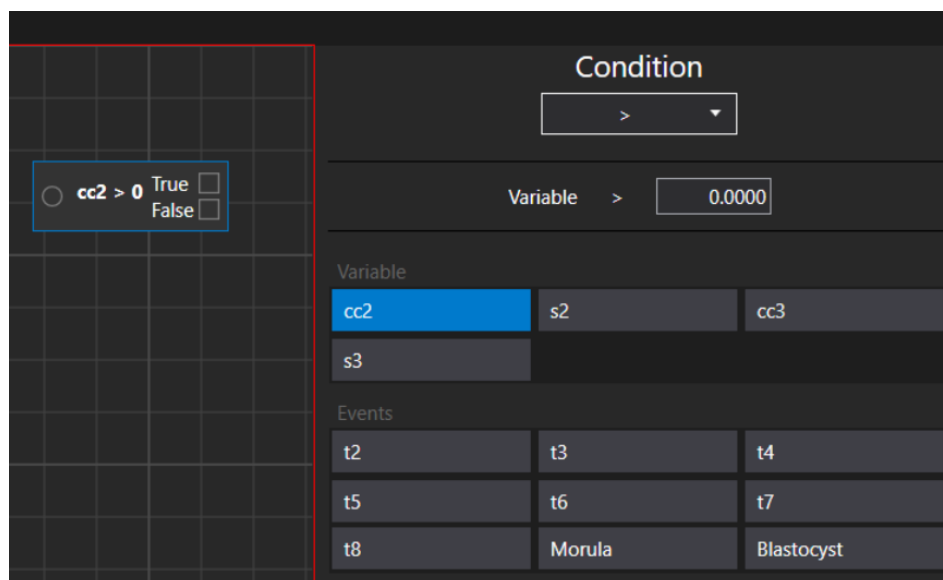 cc2 > 0 True
False
Condition
>
Variable > 0.0000
Variable
cc2 s2 cc3
s3
Events
t2 t3 t4
t5 t6 t7
t8 Morula Blastocyst